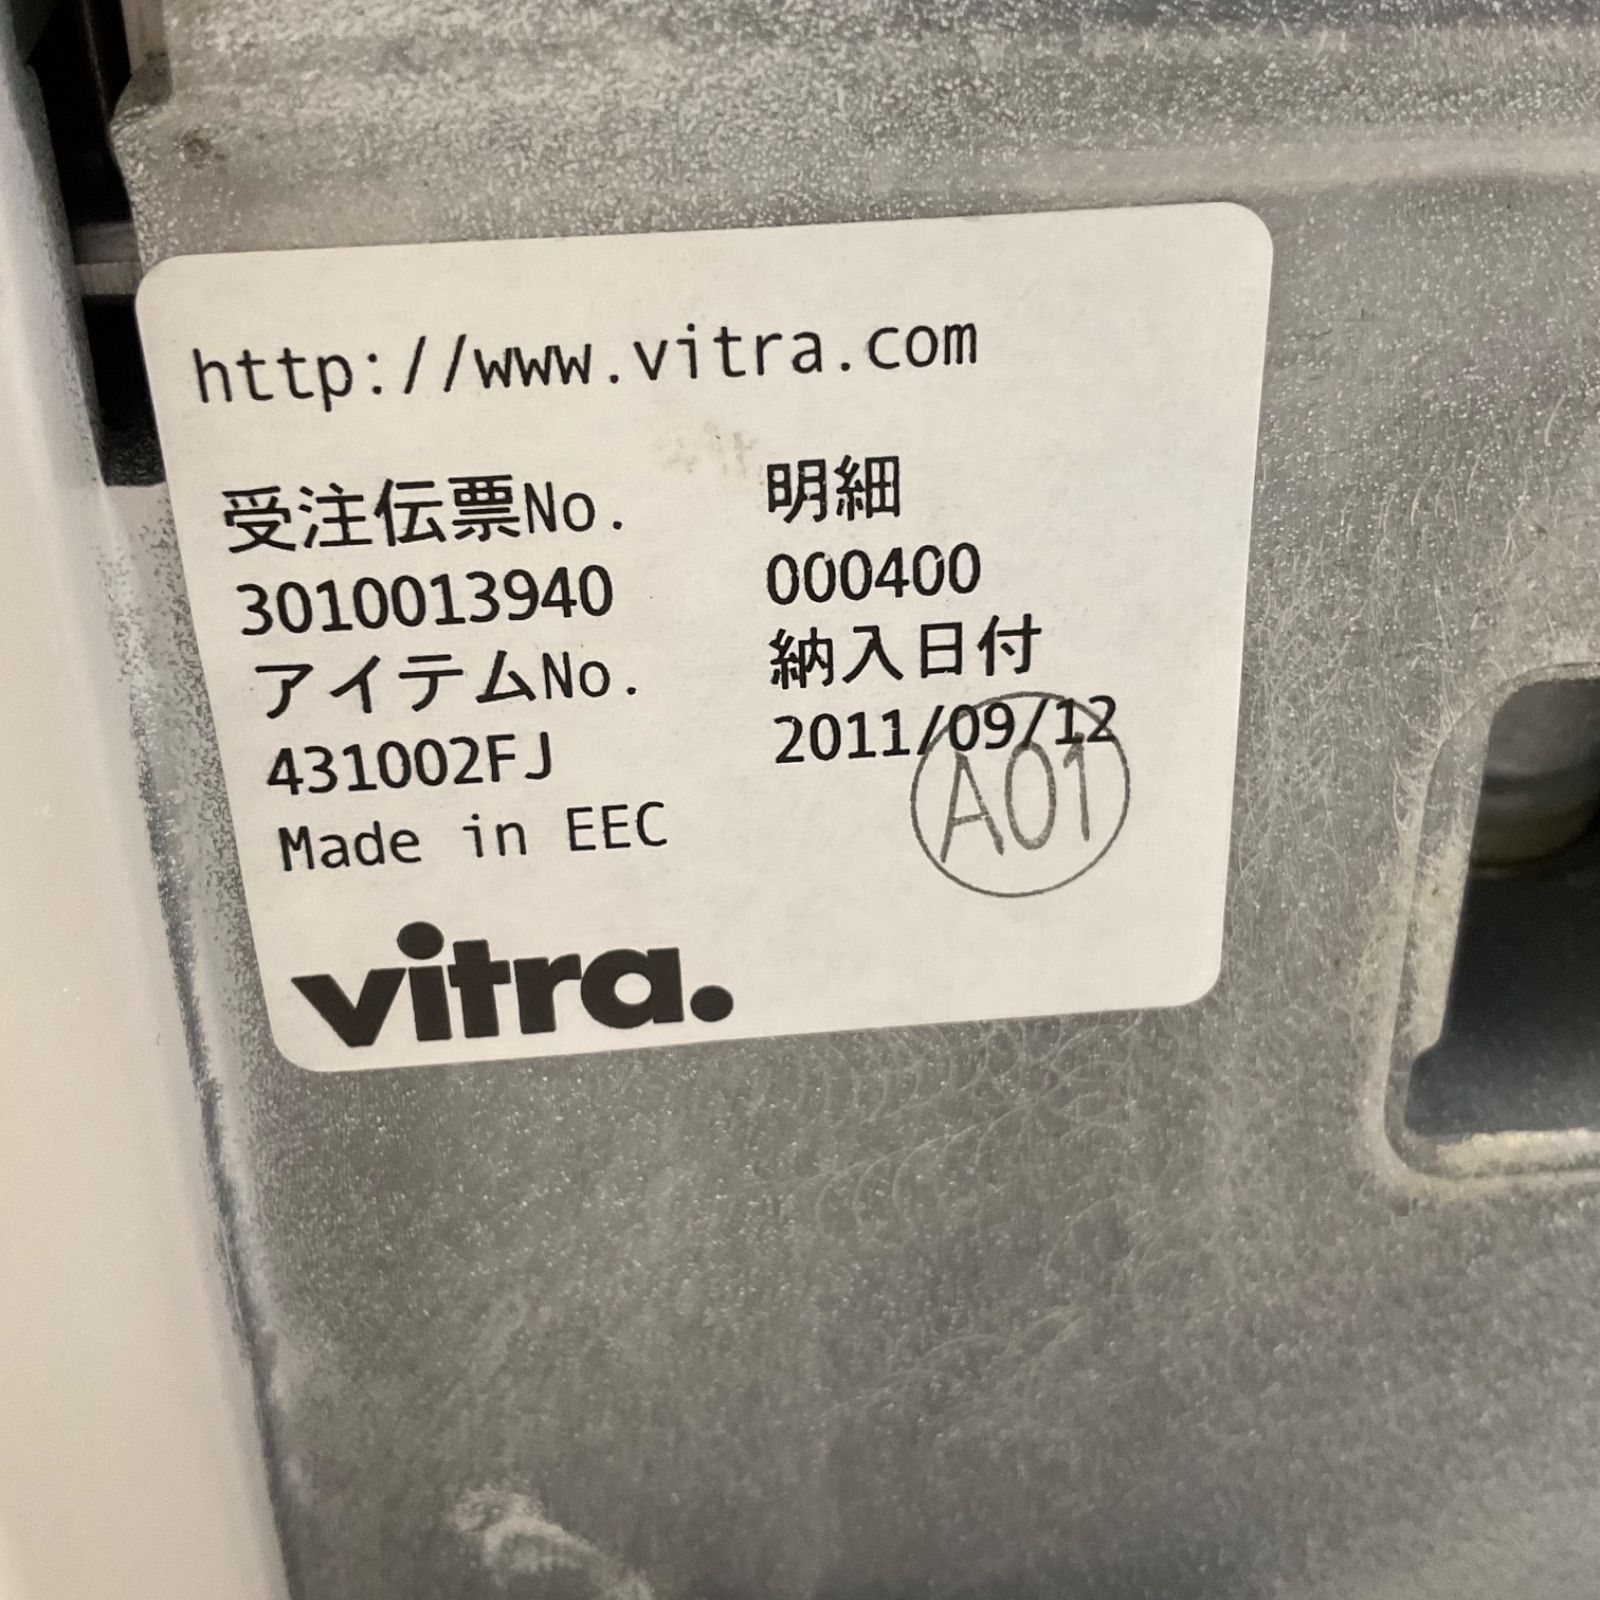 http://www.vitra.com
受注伝票No. 明細
3010013940 000400
アイテムNo. 納入日付
431002FJ 2011/09/12
Made in EEC A01
vitra.